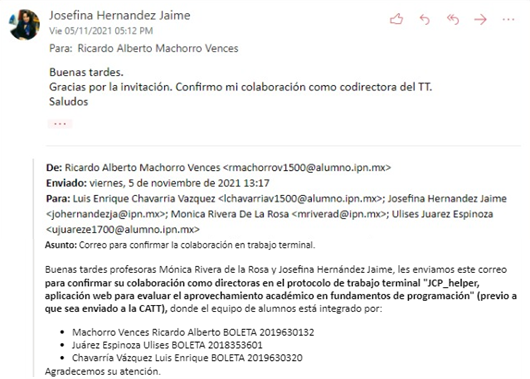 Josefina Hernandez Jaime
Vie 05/11/2021 05:12 PM
Para: Ricardo Alberto Machorro Vences
Buenas tardes.
Gracias por la invitación. Confirmo mi colaboración como codirectora del TT.
Saludos
...
De: Ricardo Alberto Machorro Vences <rmachorrov1500@alumno.ipn.mx>
Enviado: viernes, 5 de noviembre de 2021 13:17
Para: Luis Enrique Chavarria Vazquez <lchavarriav1500@alumno.ipn.mx>; Josefina Hernandez Jaime
<johernandezja@ipn.mx>; Monica Rivera De La Rosa <mriverad@ipn.mx>; Ulises Juarez Espinoza
<ujuareze1700@alumno.ipn.mx>
Asunto: Correo para confirmar la colaboración en trabajo terminal.
Buenas tardes profesoras Mónica Rivera de la Rosa y Josefina Hernández Jaime, les enviamos este correo
para confirmar su colaboración como directoras en el protocolo de trabajo terminal "JCP_helper,
aplicación web para evaluar el aprovechamiento académico en fundamentos de programación" (previo a
que sea enviado a la CATT), donde el equipo de alumnos está integrado por:
• Machorro Vences Ricardo Alberto BOLETA 2019630132
• Juárez Espinoza Ulises BOLETA 2018353601
• Chavarría Vázquez Luis Enrique BOLETA 2019630320
Agradecemos su atención.